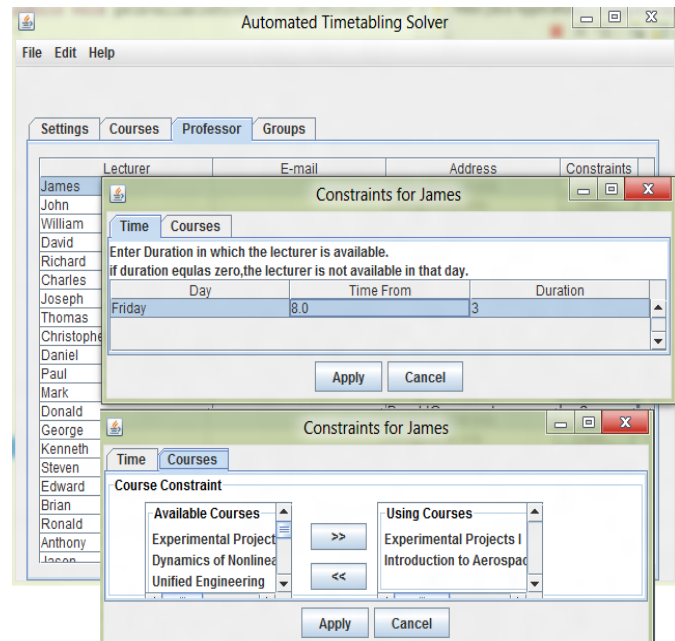 Automated Timetabling Solver
File Edit Help
Settings Courses Professor Groups
Lecturer E-mail Address Constraints
James
John
William
David
Richard
Charles
Joseph
Thomas
Christophe
Daniel
Paul
Mark
Donald
George
Kenneth
Steven
Edward
Brian
Ronald
Anthony
Jason
Constraints for James
Time Courses
Enter Duration in which the lecturer is available.
if duration equlas zero,the lecturer is not available in that day.
Day Time From Duration
Friday 8.0 3
Apply Cancel
Constraints for James
Time Courses
Course Constraint
Available Courses
Experimental Project
Dynamics of Nonlinea
Unified Engineering
>>
<<
Using Courses
Experimental Projects I
Introduction to Aerospac
Apply Cancel